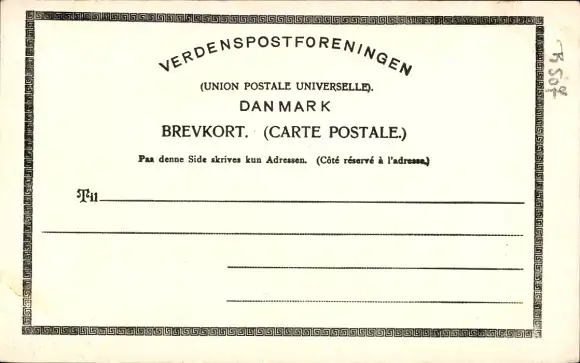 VERDENSPOSTFORENINGEN
(UNION POSTALE UNIVERSELLE).
DANMARK
BREVKORT. (CARTE POSTALE.)
Paa denne Side skrives kun Adressen. (Côté réservé à l'adresse.)
Til